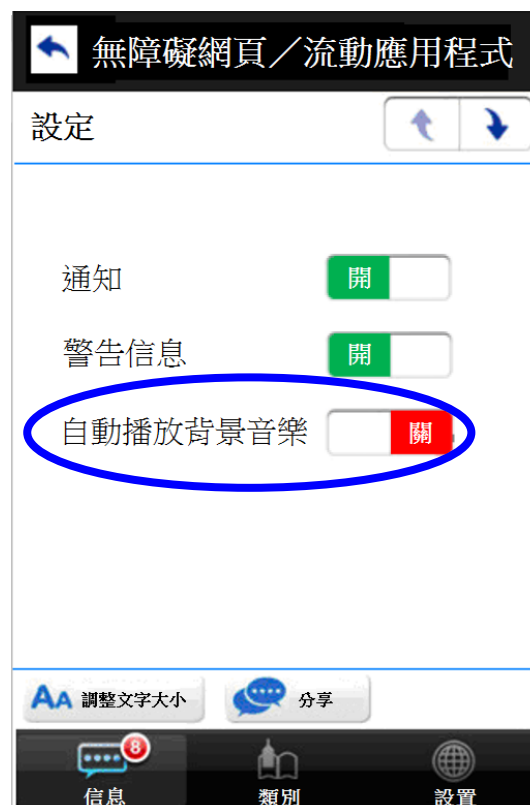 無障礙網頁／流動應用程式
設定
通知 開
警告信息 開
自動播放背景音樂 關
AA 調整文字大小 分享
8
信息 類別 設置